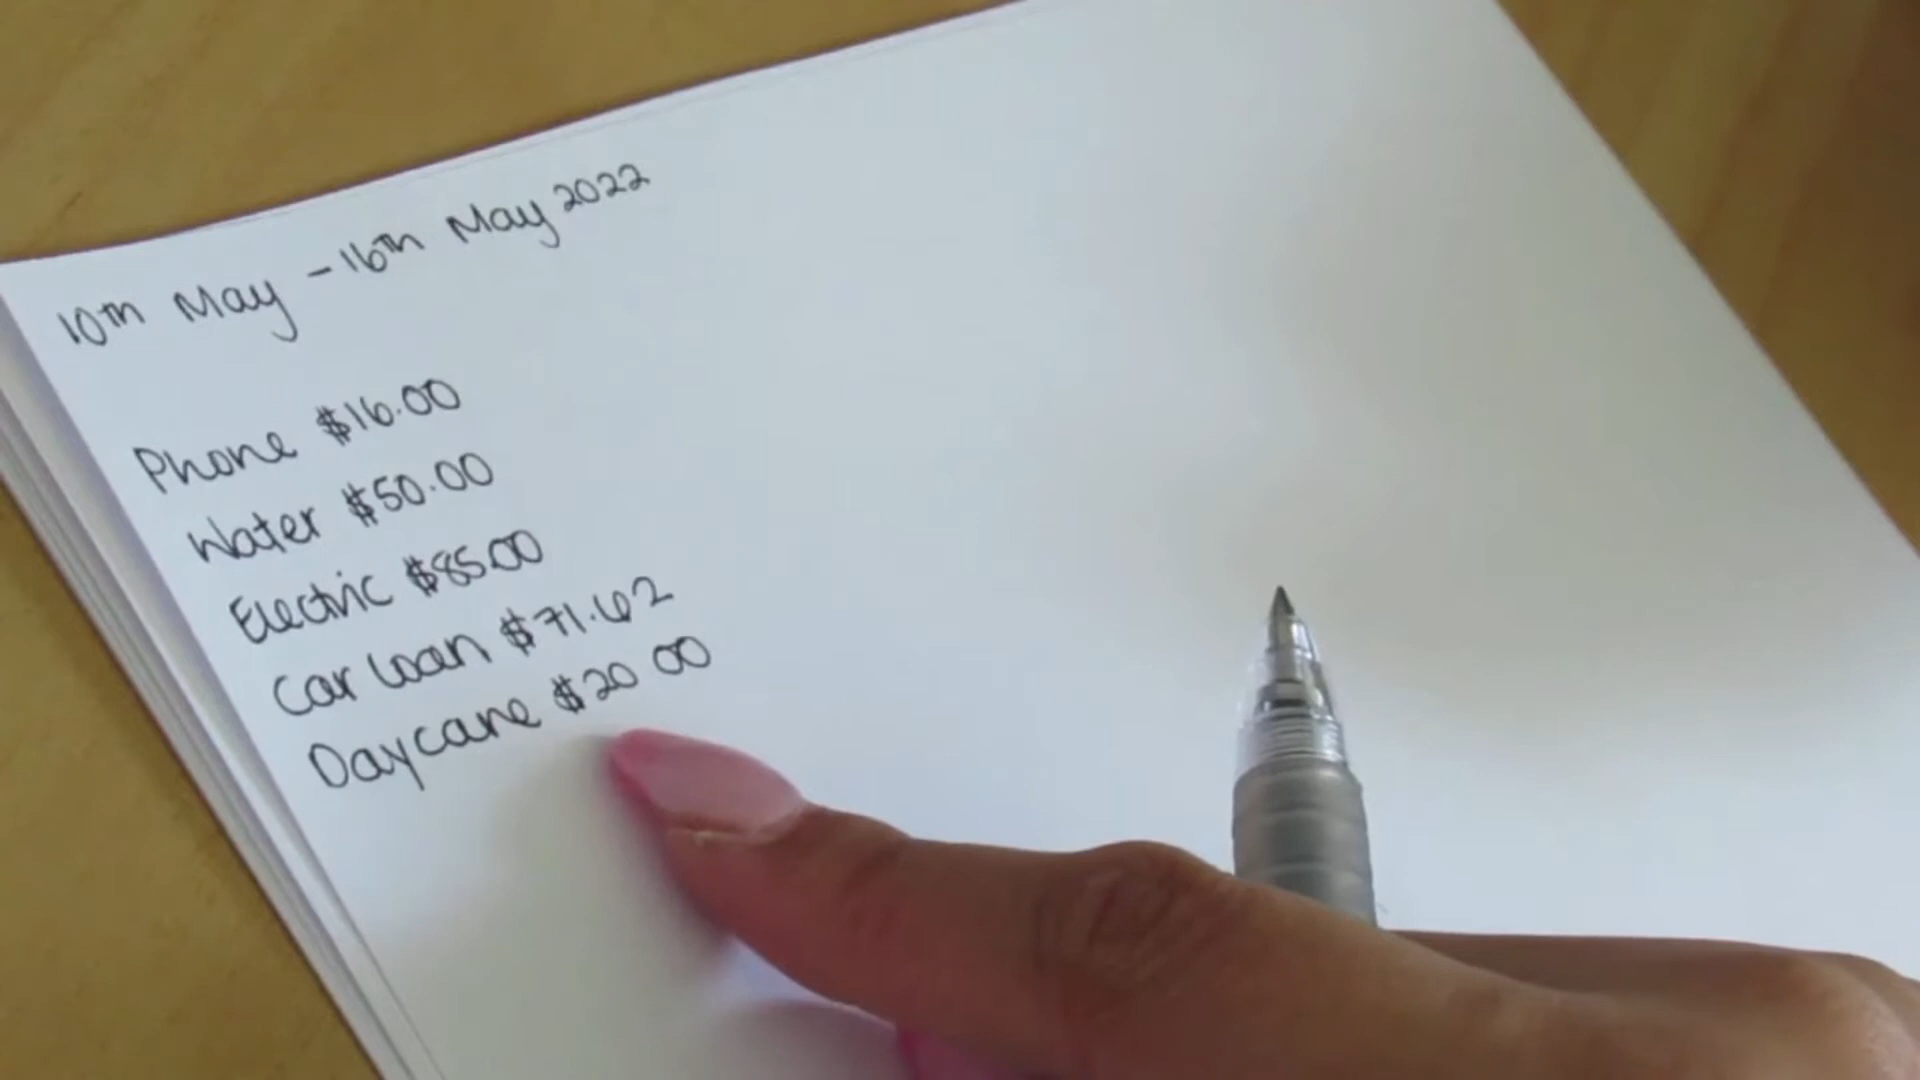 10th May - 16th May 2022
Phone $16.00
Water $50.00
Electric $85.00
Car loan $71.62
Daycare $20 00